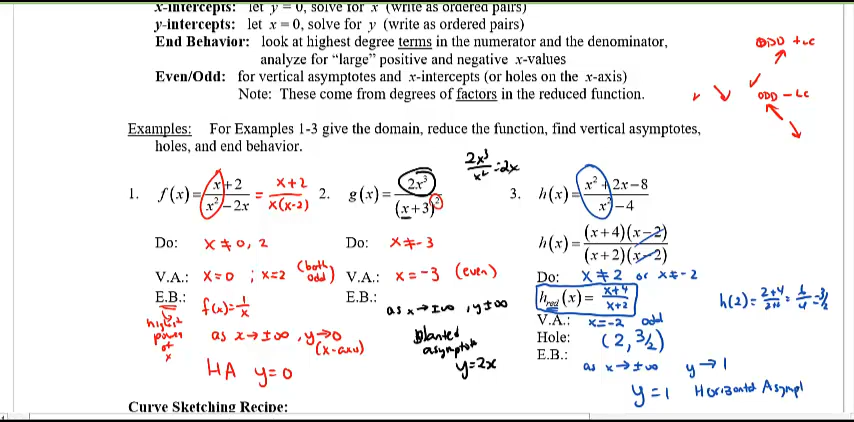 x-intercepts: let y = 0, solve for x (write as ordered pairs)
y-intercepts: let x = 0, solve for y (write as ordered pairs)
End Behavior: look at highest degree terms in the numerator and the denominator,
analyze for “large” positive and negative x-values
Even/Odd: for vertical asymptotes and x-intercepts (or holes on the x-axis)
Note: These come from degrees of factors in the reduced function.
ODD +LC
ODD - LC
Examples: For Examples 1-3 give the domain, reduce the function, find vertical asymptotes,
holes, and end behavior.
1. f(x) = (x+2)/(x²-2x) = (x+2)/(x(x-2))
Do: x ≠ 0, 2
V.A.: x=0 ; x=2 (both odd)
E.B.: f(x)=1/x
highest power of x
as x→±∞, y→0
(x-axis)
HA y=0
2. g(x) = 2x³/(x+3)²
2x³/x² = 2x
Do: x ≠ -3
V.A.: x = -3 (even)
E.B.:
as x→±∞, y±∞
slanted
asymptote
y=2x
3. h(x) = (x²+2x-8)/(x²-4)
h(x) = (x+4)(x-2)/(x+2)(x-2)
Do: x ≠ 2 or x≠-2
h_red(x) = (x+4)/(x+2)
h(2) = (2+4)/(2+2) = 6/4 = 3/2
V.A.: x=-2 odd
Hole: (2, 3/2)
E.B.:
as x→±∞ y→1
y=1 Horizontal Asympt
Curve Sketching Recipe: